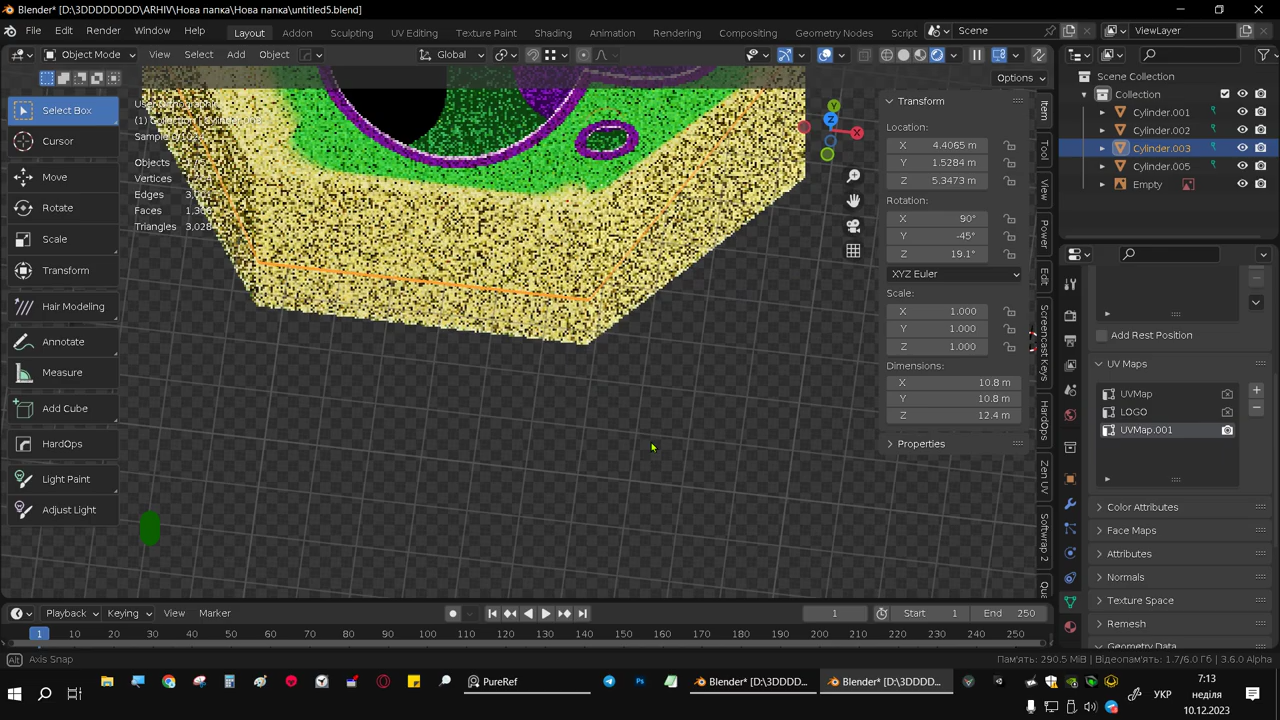 Blender* [D:\3DDDDDDDD\ARHIV\Нова папка\Нова папка\untitled5.blend]
File Edit Render Window Help Layout Addon Sculpting UV Editing Texture Paint Shading Animation Rendering Compositing Geometry Nodes Scripting Scene ViewLayer
Object Mode View Select Add Object Global
Options
Select Box
Cursor
Move
Rotate
Scale
Transform
Hair Modeling
Annotate
Measure
Add Cube
HardOps
Light Paint
Adjust Light
Objects
Vertices
Edges
Faces 1,3
Triangles 3,028
Transform
Location:
X 4.4065 m
Y 1.5284 m
Z 5.3473 m
Rotation:
X 90°
Y -45°
Z 19.1°
XYZ Euler
Scale:
X 1.000
Y 1.000
Z 1.000
Dimensions:
X 10.8 m
Y 10.8 m
Z 12.4 m
Properties
Item
Tool
View
Power
Edit
Screencast Keys
HardOps
Zen UV
Softwrap 2
Qua
X
Y
Z
Scene Collection
Collection
Cylinder.001
Cylinder.002
Cylinder.003
Cylinder.005
Empty
Add Rest Position
UV Maps
UVMap
LOGO
UVMap.001
Color Attributes
Face Maps
Attributes
Normals
Texture Space
Remesh
Geometry Data
Playback Keying View Marker 1 Start 1 End 250
1 10 20 30 40 50 60 70 80 90 100 110 120 130 140 150 160 170 180 190 200 210 220 230 240 250
Alt Axis Snap Пам'ять: 290.5 MiB | Відеопам'ять: 1.7/6.0 Гб | 3.6.0 Alpha
PureRef Blender* [D:\3DDDD... Blender* [D:\3DDDD...
УКР
7:13
неділя
10.12.2023